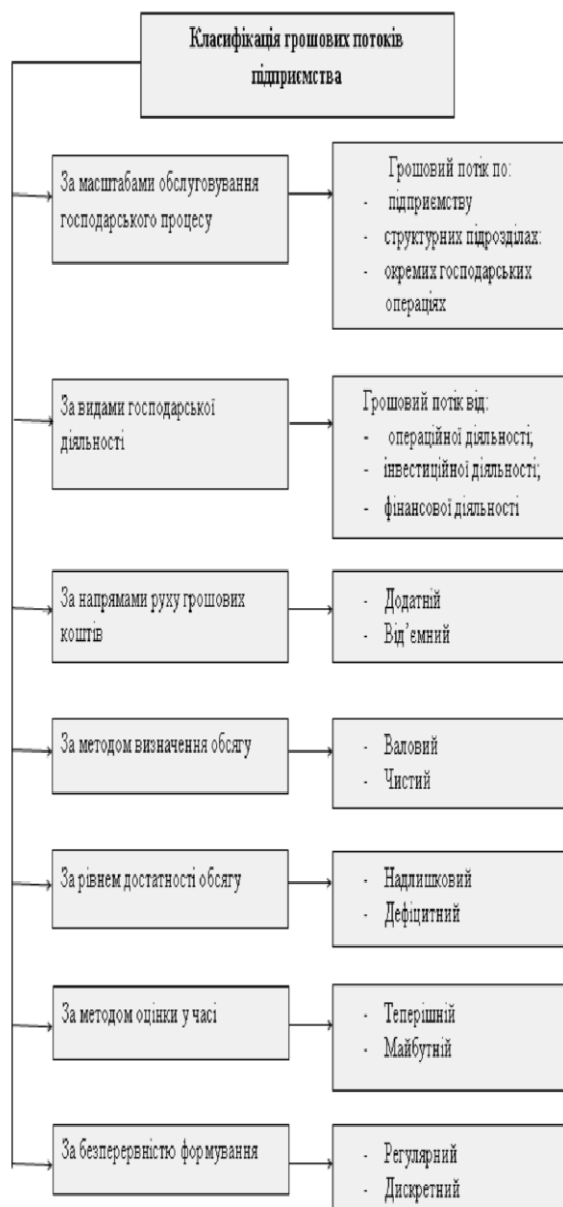 Класифікація грошових потоків
підприємства
За масштабами обслуговування
господарського процесу
Грошовий потік по:
- підприємству
- структурних підрозділах:
- окремих господарських
операціях
За видами господарської
діяльності
Грошовий потік від:
- операційної діяльності;
- інвестиційної діяльності;
- фінансової діяльності
За напрямами руху грошових
коштів
- Додатній
- Від’ємний
За методом визначення обсягу
- Валовий
- Чистий
За рівнем достатності обсягу
- Надлишковий
- Дефіцитний
За методом оцінки у часі
- Теперішній
- Майбутній
За безперервністю формування
- Регулярний
- Дискретний